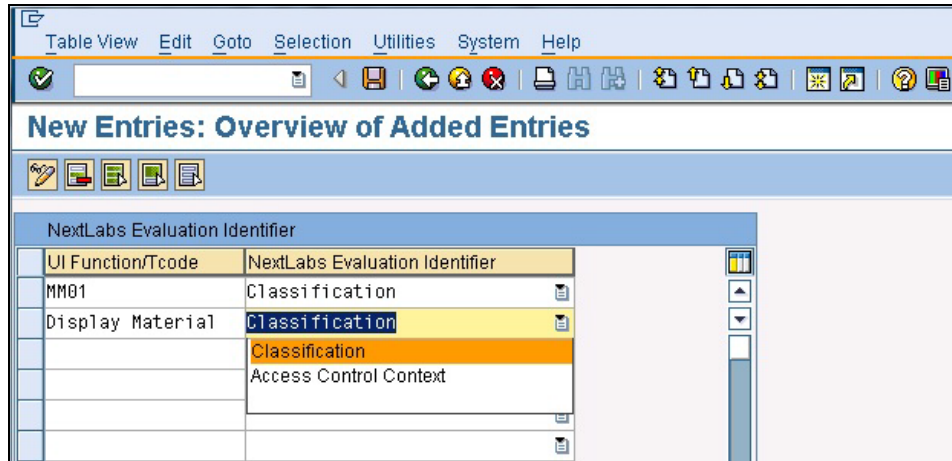 Table View Edit Goto Selection Utilities System Help
New Entries: Overview of Added Entries
NextLabs Evaluation Identifier
UI Function/Tcode NextLabs Evaluation Identifier
MM01 Classification
Display Material Classification
Classification
Access Control Context